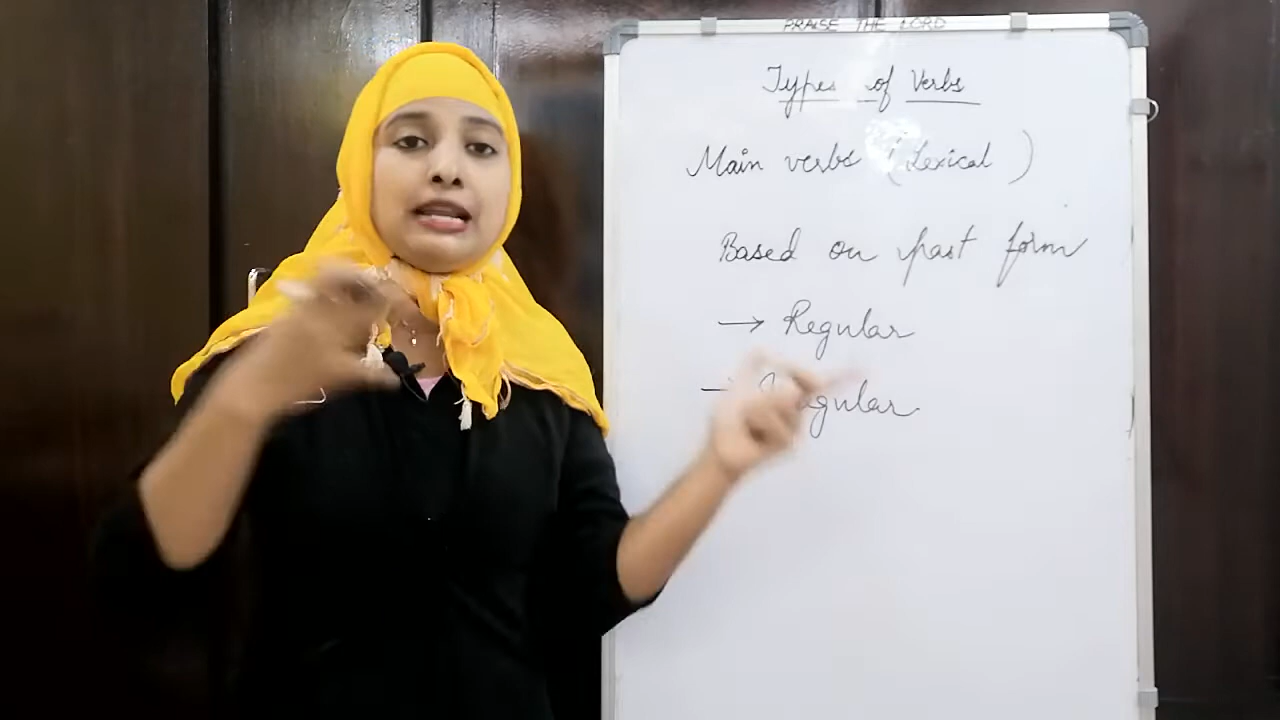 PRAISE THE LORD
Types of Verbs
Main verbs (Lexical)
Based on past form
→ Regular